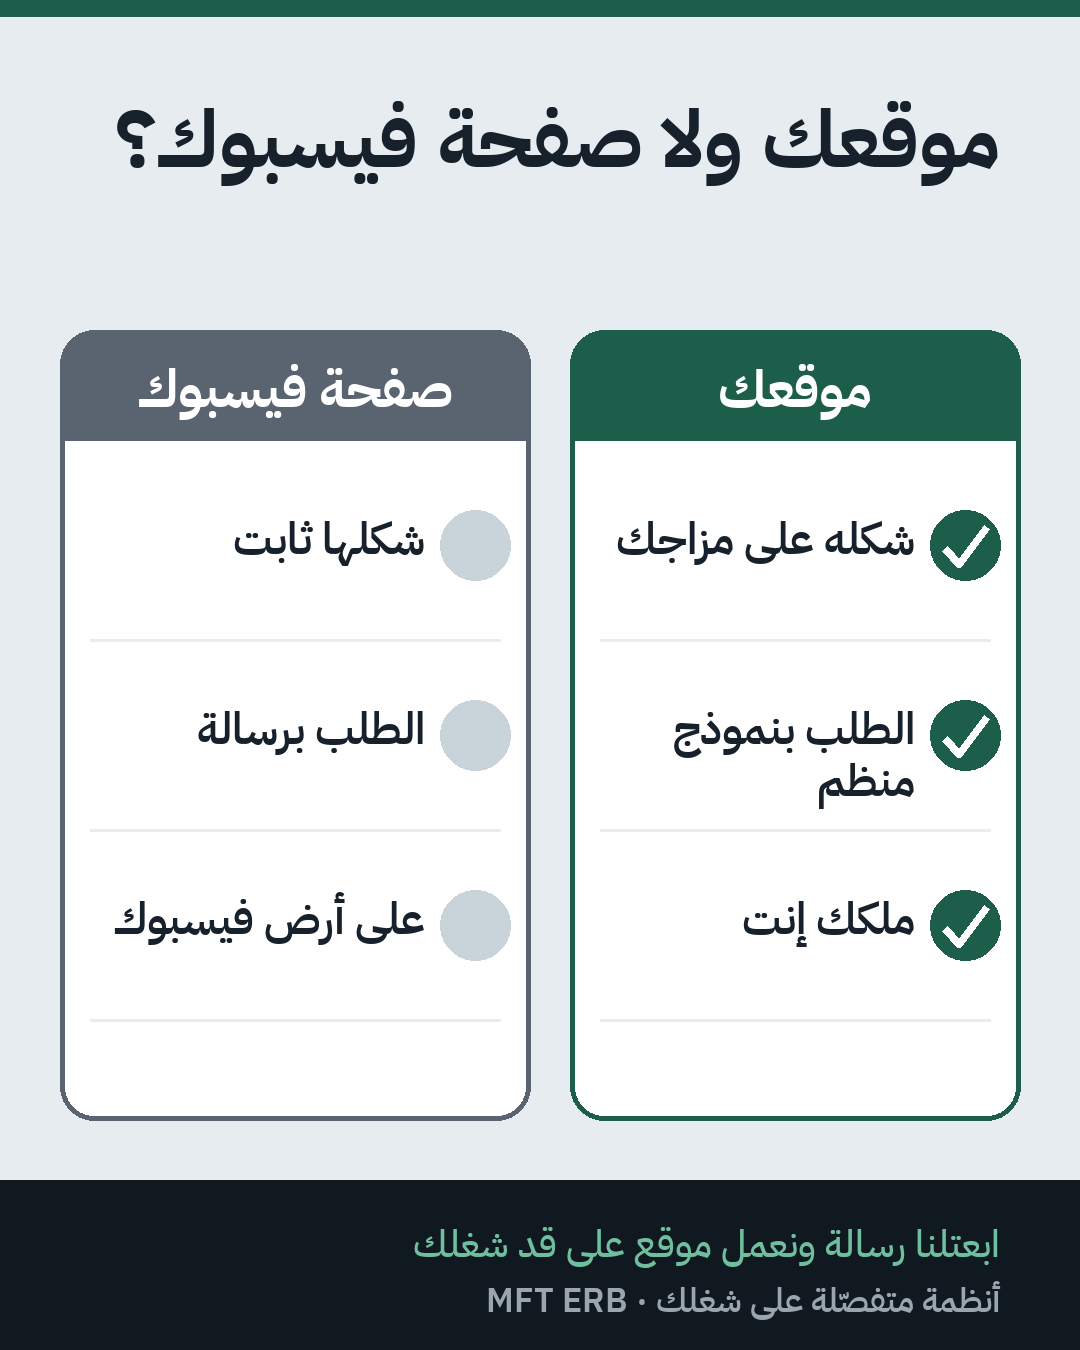 موقعك ولا صفحة فيسبوك؟
موقعك
شكله على مزاجك
الطلب بنموذج
منظم
ملكك إنت
صفحة فيسبوك
شكلها ثابت
الطلب برسالة
على أرض فيسبوك
ابعتلنا رسالة ونعمل موقع على قد شغلك
أنظمة متفصّلة على شغلك · MFT ERB